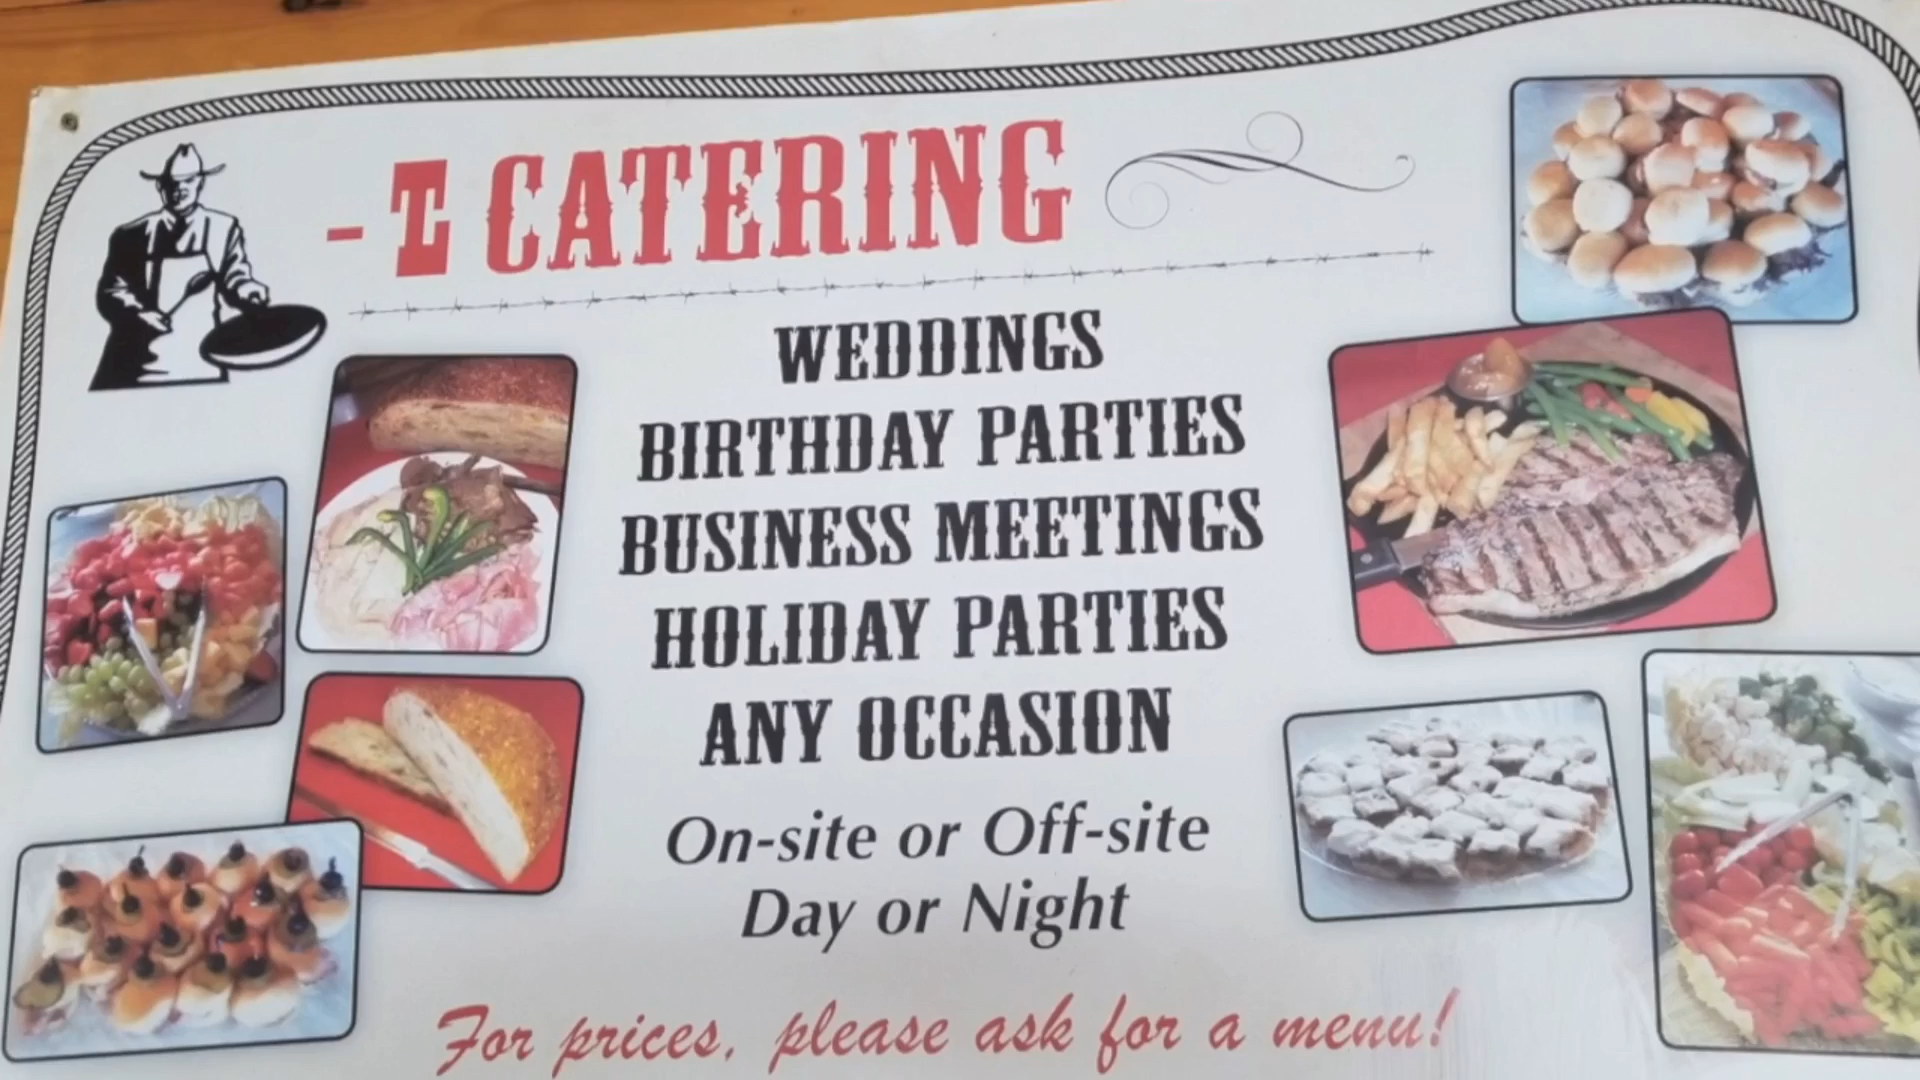 CATERING
WEDDINGS
BIRTHDAY PARTIES
BUSINESS MEETINGS
HOLIDAY PARTIES
ANY OCCASION
On-site or Off-site
Day or Night
For prices, please ask for a menu!